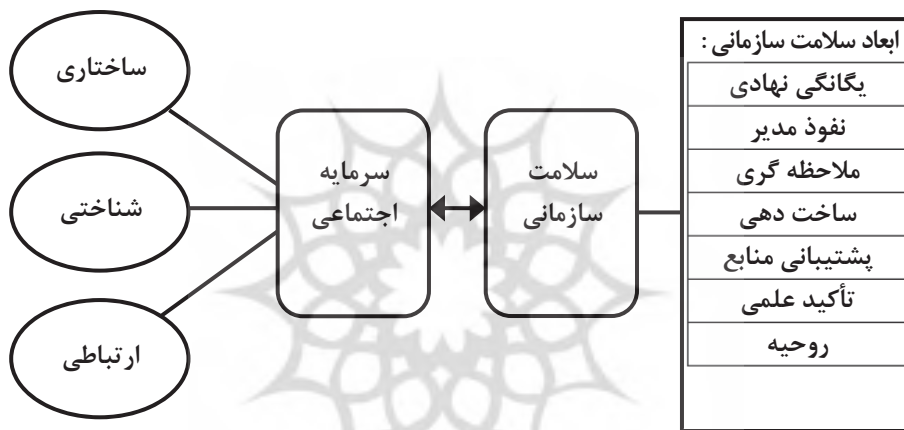 ابعاد سلامت سازمانی :
یگانگی نهادی
نفوذ مدیر
ملاحظه گری
ساخت دهی
پشتیبانی منابع
تأکید علمی
روحیه
سلامت
سازمانی
سرمایه
اجتماعی
ساختاری
شناختی
ارتباطی